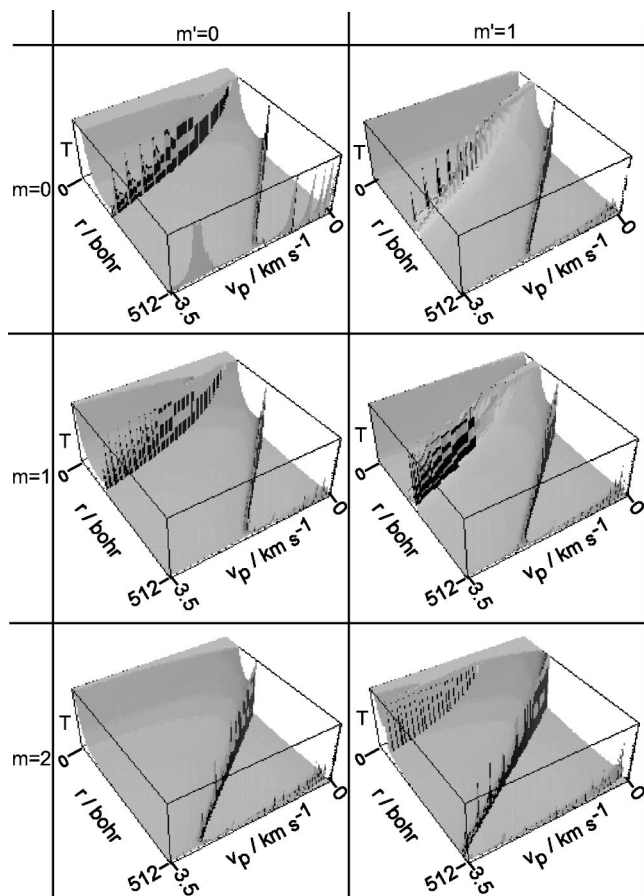 m'=0
m'=1
m=0
T
0
r / bohr
512
3.5
v_p / km s⁻¹
0
T
0
r / bohr
512
3.5
v_p / km s⁻¹
0
m=1
T
0
r / bohr
512
3.5
v_p / km s⁻¹
0
T
0
r / bohr
512
3.5
v_p / km s⁻¹
0
m=2
T
0
r / bohr
512
3.5
v_p / km s⁻¹
0
T
0
r / bohr
512
3.5
v_p / km s⁻¹
0